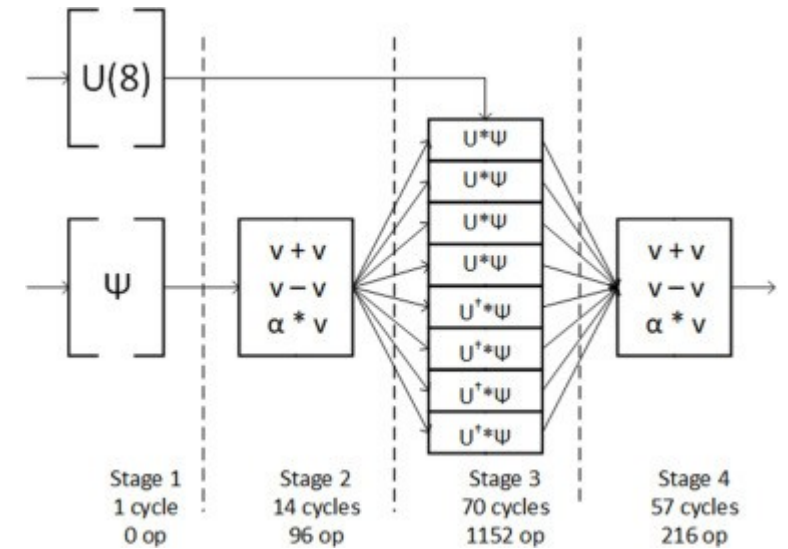 U(8)
Ψ
v + v
v – v
α * v
U*Ψ
U*Ψ
U*Ψ
U*Ψ
U†*Ψ
U†*Ψ
U†*Ψ
U†*Ψ
v + v
v – v
α * v
Stage 1
1 cycle
0 op
Stage 2
14 cycles
96 op
Stage 3
70 cycles
1152 op
Stage 4
57 cycles
216 op